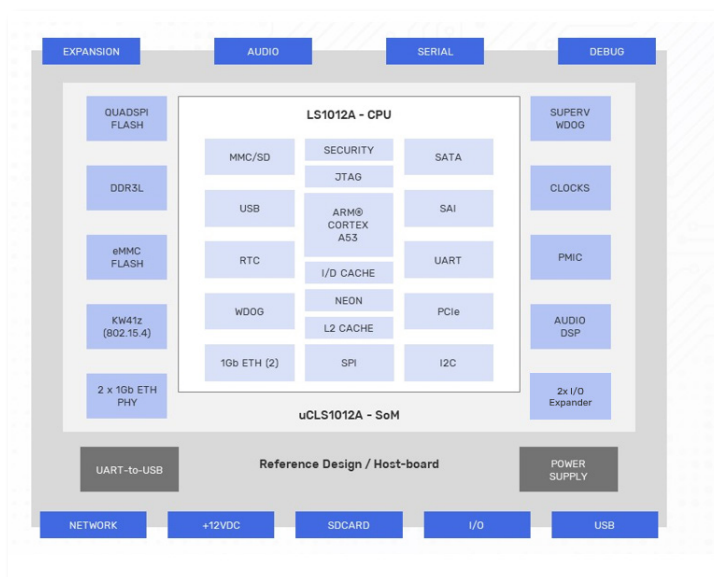 EXPANSION
AUDIO
SERIAL
DEBUG
QUADSPI
FLASH
DDR3L
eMMC
FLASH
KW41z
(802.15.4)
2 x 1Gb ETH
PHY
LS1012A - CPU
MMC/SD
USB
RTC
WDOG
1Gb ETH (2)
SECURITY
JTAG
ARM®
CORTEX
A53
I/D CACHE
NEON
L2 CACHE
SPI
SATA
SAI
UART
PCIe
I2C
SUPERV
WDOG
CLOCKS
PMIC
AUDIO
DSP
2x I/O
Expander
uCLS1012A - SoM
UART-to-USB
Reference Design / Host-board
POWER
SUPPLY
NETWORK
+12VDC
SDCARD
I/O
USB